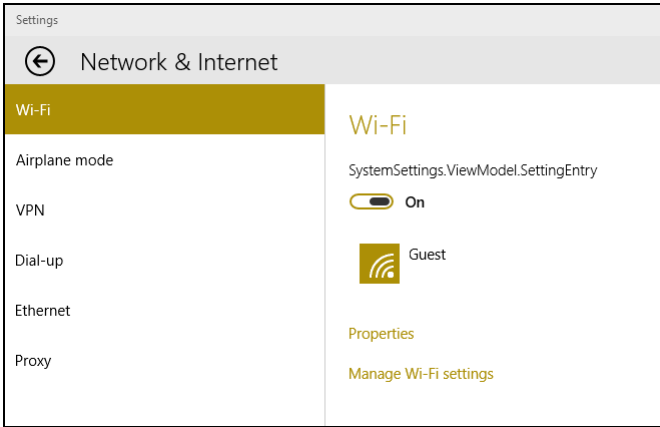 Settings
Network & Internet
Wi-Fi
Airplane mode
VPN
Dial-up
Ethernet
Proxy
Wi-Fi
SystemSettings.ViewModel.SettingEntry
On
Guest
Properties
Manage Wi-Fi settings